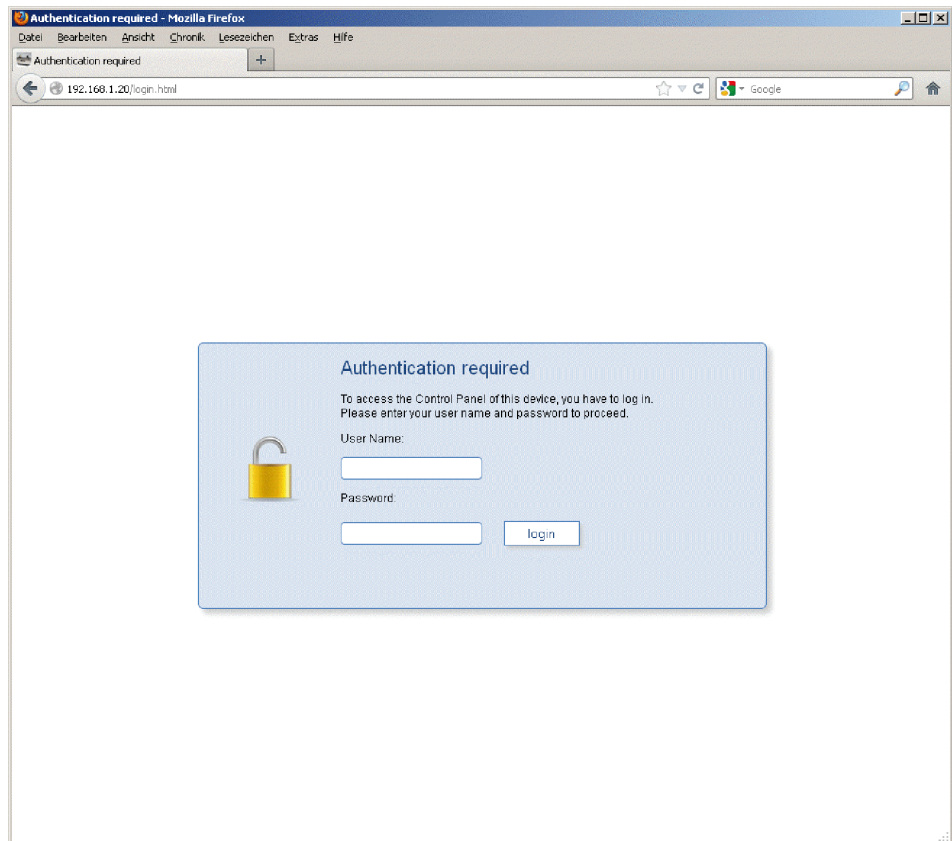 Authentication required - Mozilla Firefox
Datei Bearbeiten Ansicht Chronik Lesezeichen Extras Hilfe
Authentication required
192.168.1.20/login.html
Google
Authentication required
To access the Control Panel of this device, you have to log in.
Please enter your user name and password to proceed.
User Name:
Password:
login